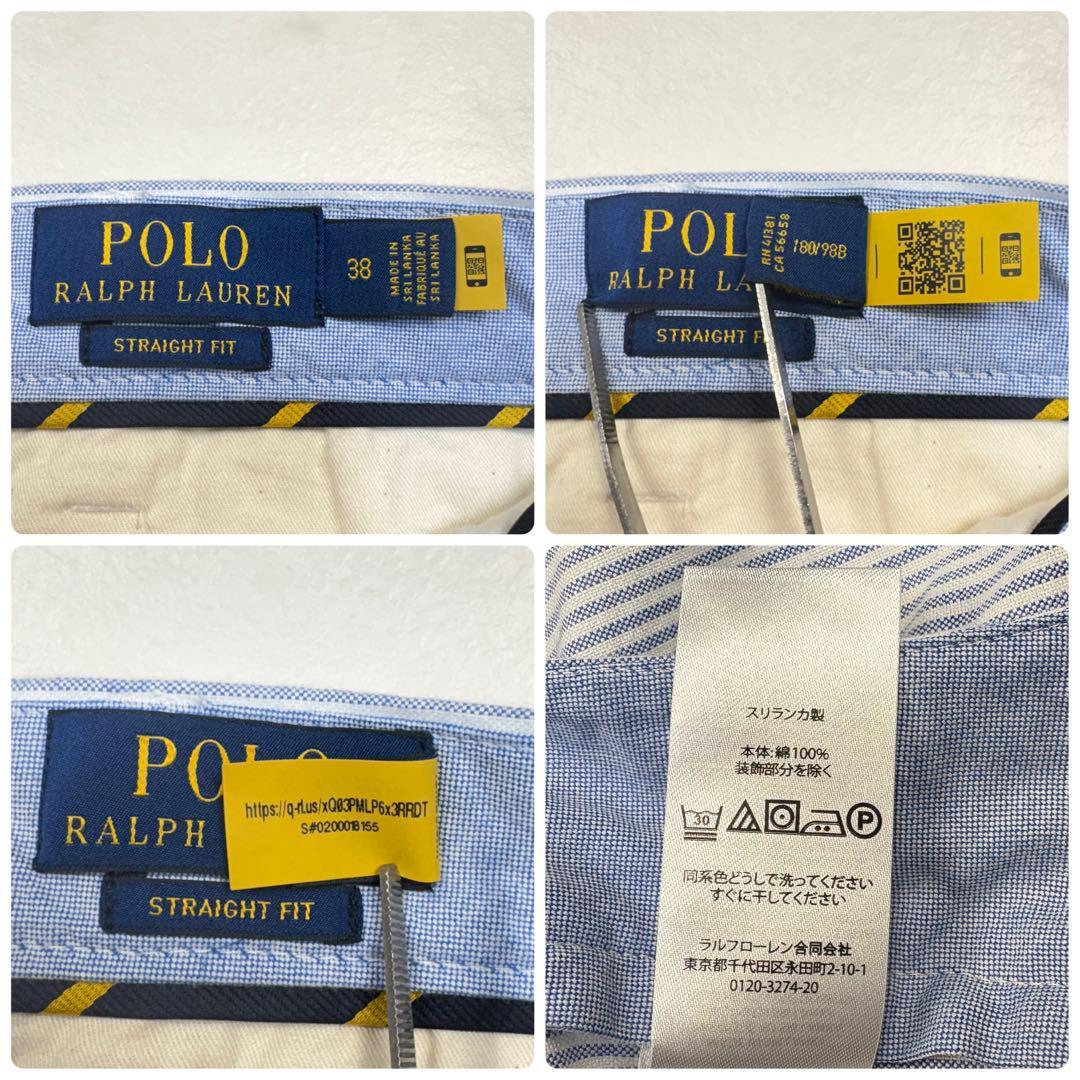 POLO
RALPH LAUREN
STRAIGHT FIT
38
MADE IN
SRI LANKA
FABRIQUÉ AU
SRI LANKA
POL
RALPH LA
STRAIGHT F
RN 41381
CA 56658
180/98B
POLO
RALPH
https://q-rl.us/xQ03PMLP6x3RRDT
S#0200018155
STRAIGHT FIT
スリランカ製
本体:綿100%
装飾部分を除く
30
P
同系色どうしで洗ってください
すぐに干してください
ラルフローレン合同会社
東京都千代田区永田町2-10-1
0120-3274-20